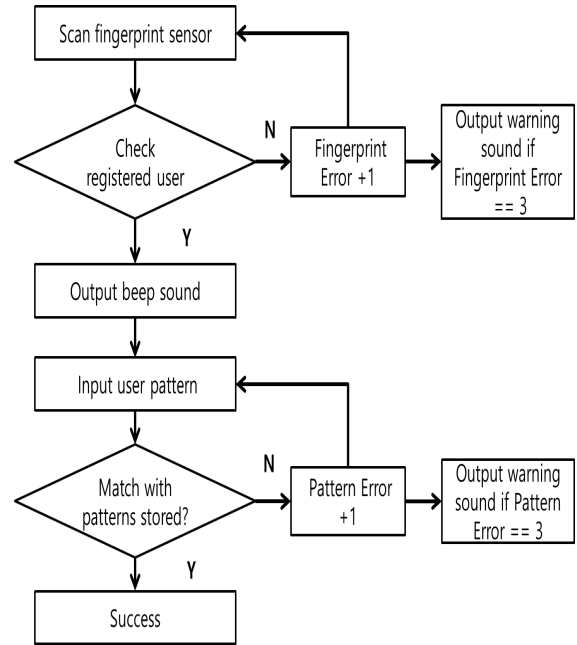 Scan fingerprint sensor
Check
registered user
N
Fingerprint
Error +1
Output warning
sound if
Fingerprint Error
== 3
Y
Output beep sound
Input user pattern
Match with
patterns stored?
N
Pattern Error
+1
Output warning
sound if Pattern
Error == 3
Y
Success